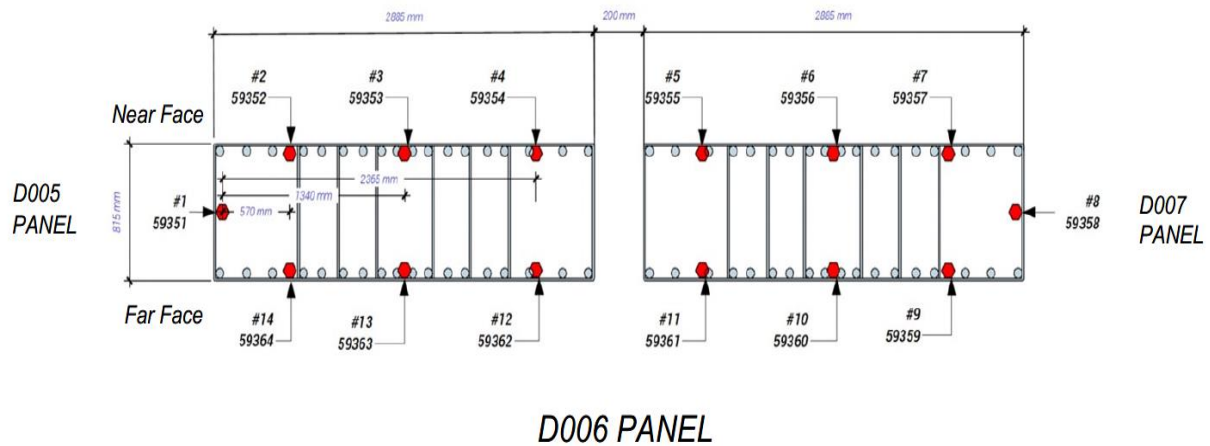 2885 mm
200 mm
2885 mm
#2
59352
#3
59353
#4
59354
#5
59355
#6
59356
#7
59357
Near Face
2365 mm
1340 mm
570 mm
815 mm
D005
PANEL
#1
59351
#8
59358
D007
PANEL
Far Face
#14
59364
#13
59363
#12
59362
#11
59361
#10
59360
#9
59359
D006 PANEL